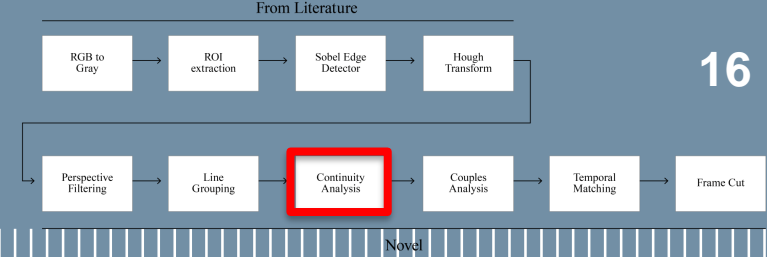 From Literature
RGB to
Gray
ROI
extraction
Sobel Edge
Detector
Hough
Transform
16
Perspective
Filtering
Line
Grouping
Continuity
Analysis
Couples
Analysis
Temporal
Matching
Frame Cut
Novel